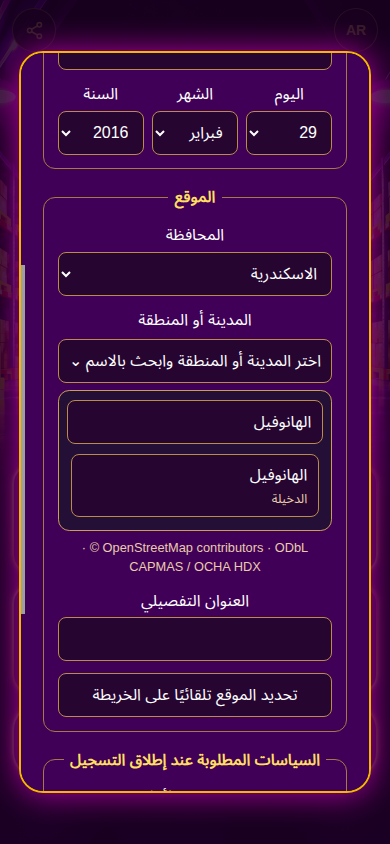 AR
اليوم
الشهر
السنة
29
فبراير
2016
الموقع
المحافظة
الاسكندرية
المدينة أو المنطقة
اختر المدينة أو المنطقة وابحث بالاسم
الهانوفيل
الهانوفيل
الدخيلة
© OpenStreetMap contributors · ODbL ·
CAPMAS / OCHA HDX
العنوان التفصيلي
تحديد الموقع تلقائيًا على الخريطة
السياسات المطلوبة عند إطلاق التسجيل